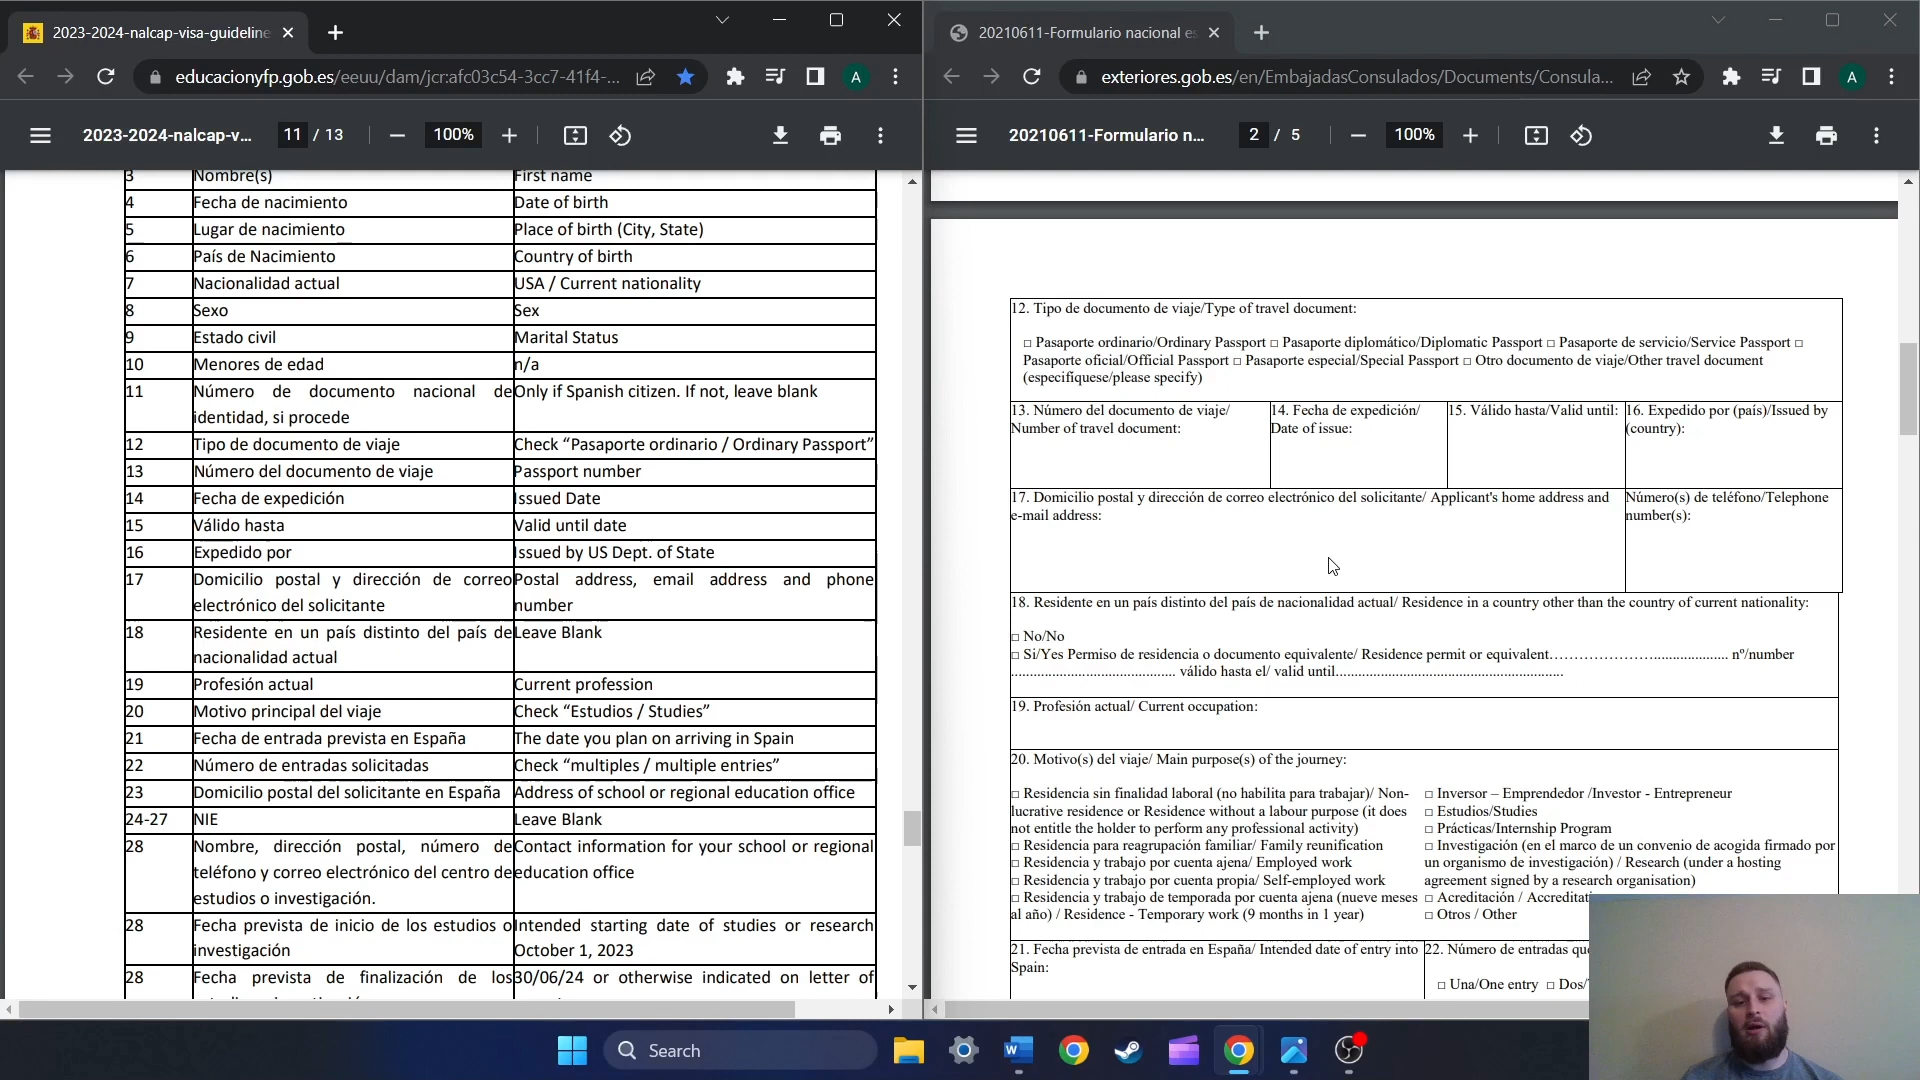 2023-2024-nalcap-visa-guideline
educacionyfp.gob.es/eeuu/dam/jcr:afc03c54-3cc7-41f4-...
A
2023-2024-nalcap-v...
11 / 13
100%
3 Nombre(s) First name
4 Fecha de nacimiento Date of birth
5 Lugar de nacimiento Place of birth (City, State)
6 País de Nacimiento Country of birth
7 Nacionalidad actual USA / Current nationality
8 Sexo Sex
9 Estado civil Marital Status
10 Menores de edad n/a
11 Número de documento nacional de Only if Spanish citizen. If not, leave blank
identidad, si procede
12 Tipo de documento de viaje Check “Pasaporte ordinario / Ordinary Passport”
13 Número del documento de viaje Passport number
14 Fecha de expedición Issued Date
15 Válido hasta Valid until date
16 Expedido por Issued by US Dept. of State
17 Domicilio postal y dirección de correo Postal address, email address and phone
electrónico del solicitante number
18 Residente en un país distinto del país de Leave Blank
nacionalidad actual
19 Profesión actual Current profession
20 Motivo principal del viaje Check “Estudios / Studies”
21 Fecha de entrada prevista en España The date you plan on arriving in Spain
22 Número de entradas solicitadas Check “multiples / multiple entries”
23 Domicilio postal del solicitante en España Address of school or regional education office
24-27 NIE Leave Blank
28 Nombre, dirección postal, número de Contact information for your school or regional
teléfono y correo electrónico del centro de education office
estudios o investigación.
28 Fecha prevista de inicio de los estudios o Intended starting date of studies or research
investigación October 1, 2023
28 Fecha prevista de finalización de los 30/06/24 or otherwise indicated on letter of
20210611-Formulario nacional es
exteriores.gob.es/en/EmbajadasConsulados/Documents/Consula...
A
20210611-Formulario n...
2 / 5
100%
12. Tipo de documento de viaje/Type of travel document:
□ Pasaporte ordinario/Ordinary Passport □ Pasaporte diplomático/Diplomatic Passport □ Pasaporte de servicio/Service Passport □
Pasaporte oficial/Official Passport □ Pasaporte especial/Special Passport □ Otro documento de viaje/Other travel document
(especifíquese/please specify)
13. Número del documento de viaje/ 14. Fecha de expedición/ 15. Válido hasta/Valid until: 16. Expedido por (país)/Issued by
Number of travel document: Date of issue: (country):
17. Domicilio postal y dirección de correo electrónico del solicitante/ Applicant's home address and Número(s) de teléfono/Telephone
e-mail address: number(s):
18. Residente en un país distinto del país de nacionalidad actual/ Residence in a country other than the country of current nationality:
□ No/No
□ Sí/Yes Permiso de residencia o documento equivalente/ Residence permit or equivalent………………….................... nº/number
............................................ válido hasta el/ valid until.............................................................
19. Profesión actual/ Current occupation:
20. Motivo(s) del viaje/ Main purpose(s) of the journey:
□ Residencia sin finalidad laboral (no habilita para trabajar)/ Non-
lucrative residence or Residence without a labour purpose (it does
not entitle the holder to perform any professional activity)
□ Residencia para reagrupación familiar/ Family reunification
□ Residencia y trabajo por cuenta ajena/ Employed work
□ Residencia y trabajo por cuenta propia/ Self-employed work
□ Residencia y trabajo de temporada por cuenta ajena (nueve meses
al año) / Residence - Temporary work (9 months in 1 year)
□ Inversor – Emprendedor /Investor - Entrepreneur
□ Estudios/Studies
□ Prácticas/Internship Program
□ Investigación (en el marco de un convenio de acogida firmado por
un organismo de investigación) / Research (under a hosting
agreement signed by a research organisation)
□ Acreditación / Accreditati
□ Otros / Other
21. Fecha prevista de entrada en España/ Intended date of entry into 22. Número de entradas qu
Spain:
□ Una/One entry □ Dos/
Search